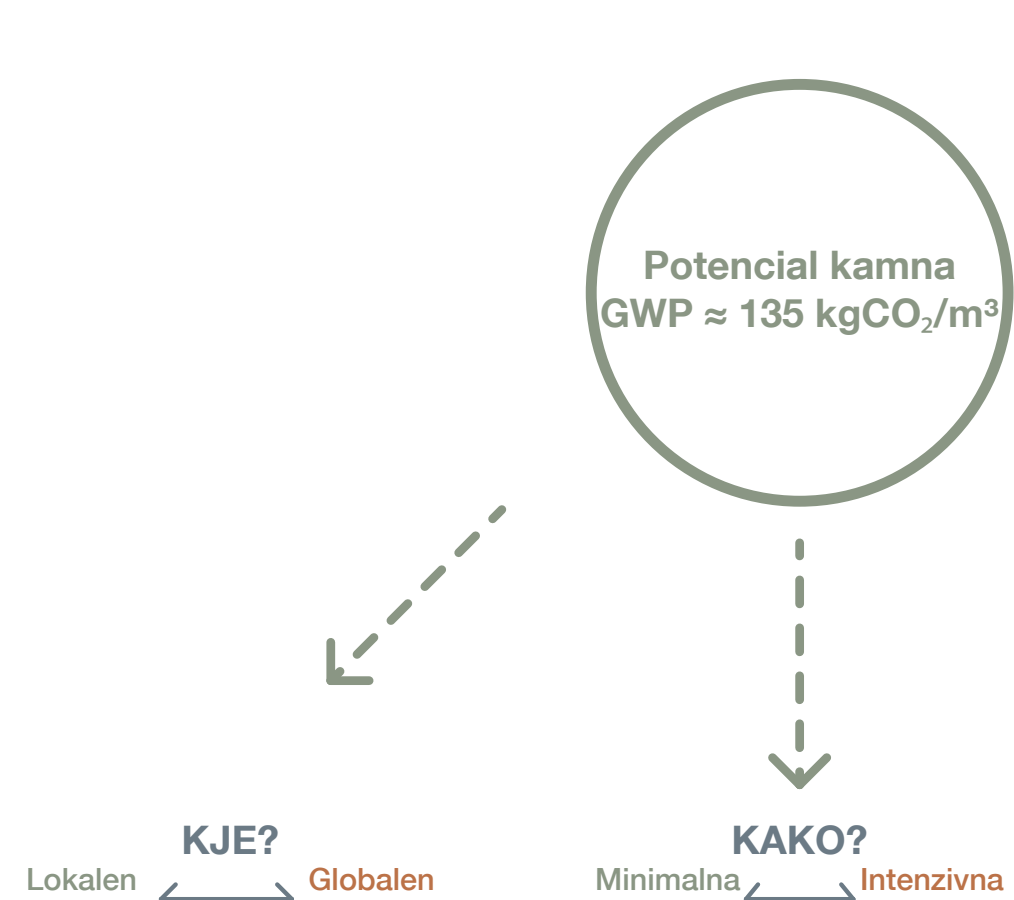 Potencial kamna
GWP ≈ 135 kgCO₂/m³
KJE?
KAKO?
Lokalen
Globalen
Minimalna
Intenzivna